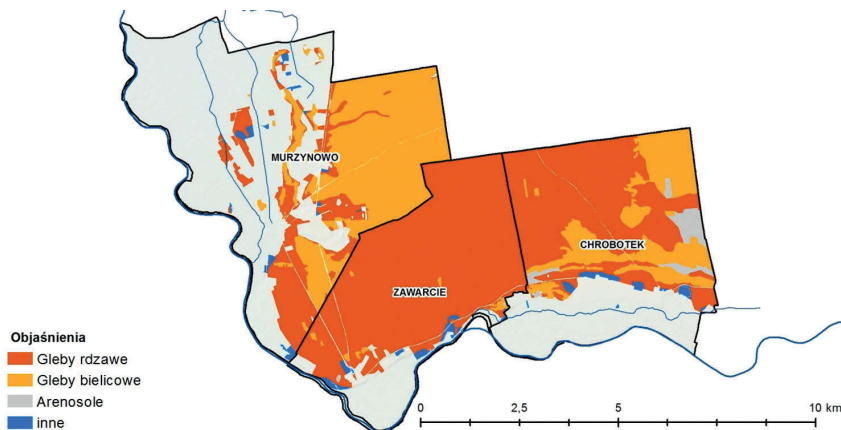 MURZYNOWO
CHROBOTEK
ZAWARCIE
Objaśnienia
Gleby rdzawe
Gleby bielicowe
Arenosole
inne
0 2,5 5 10 km